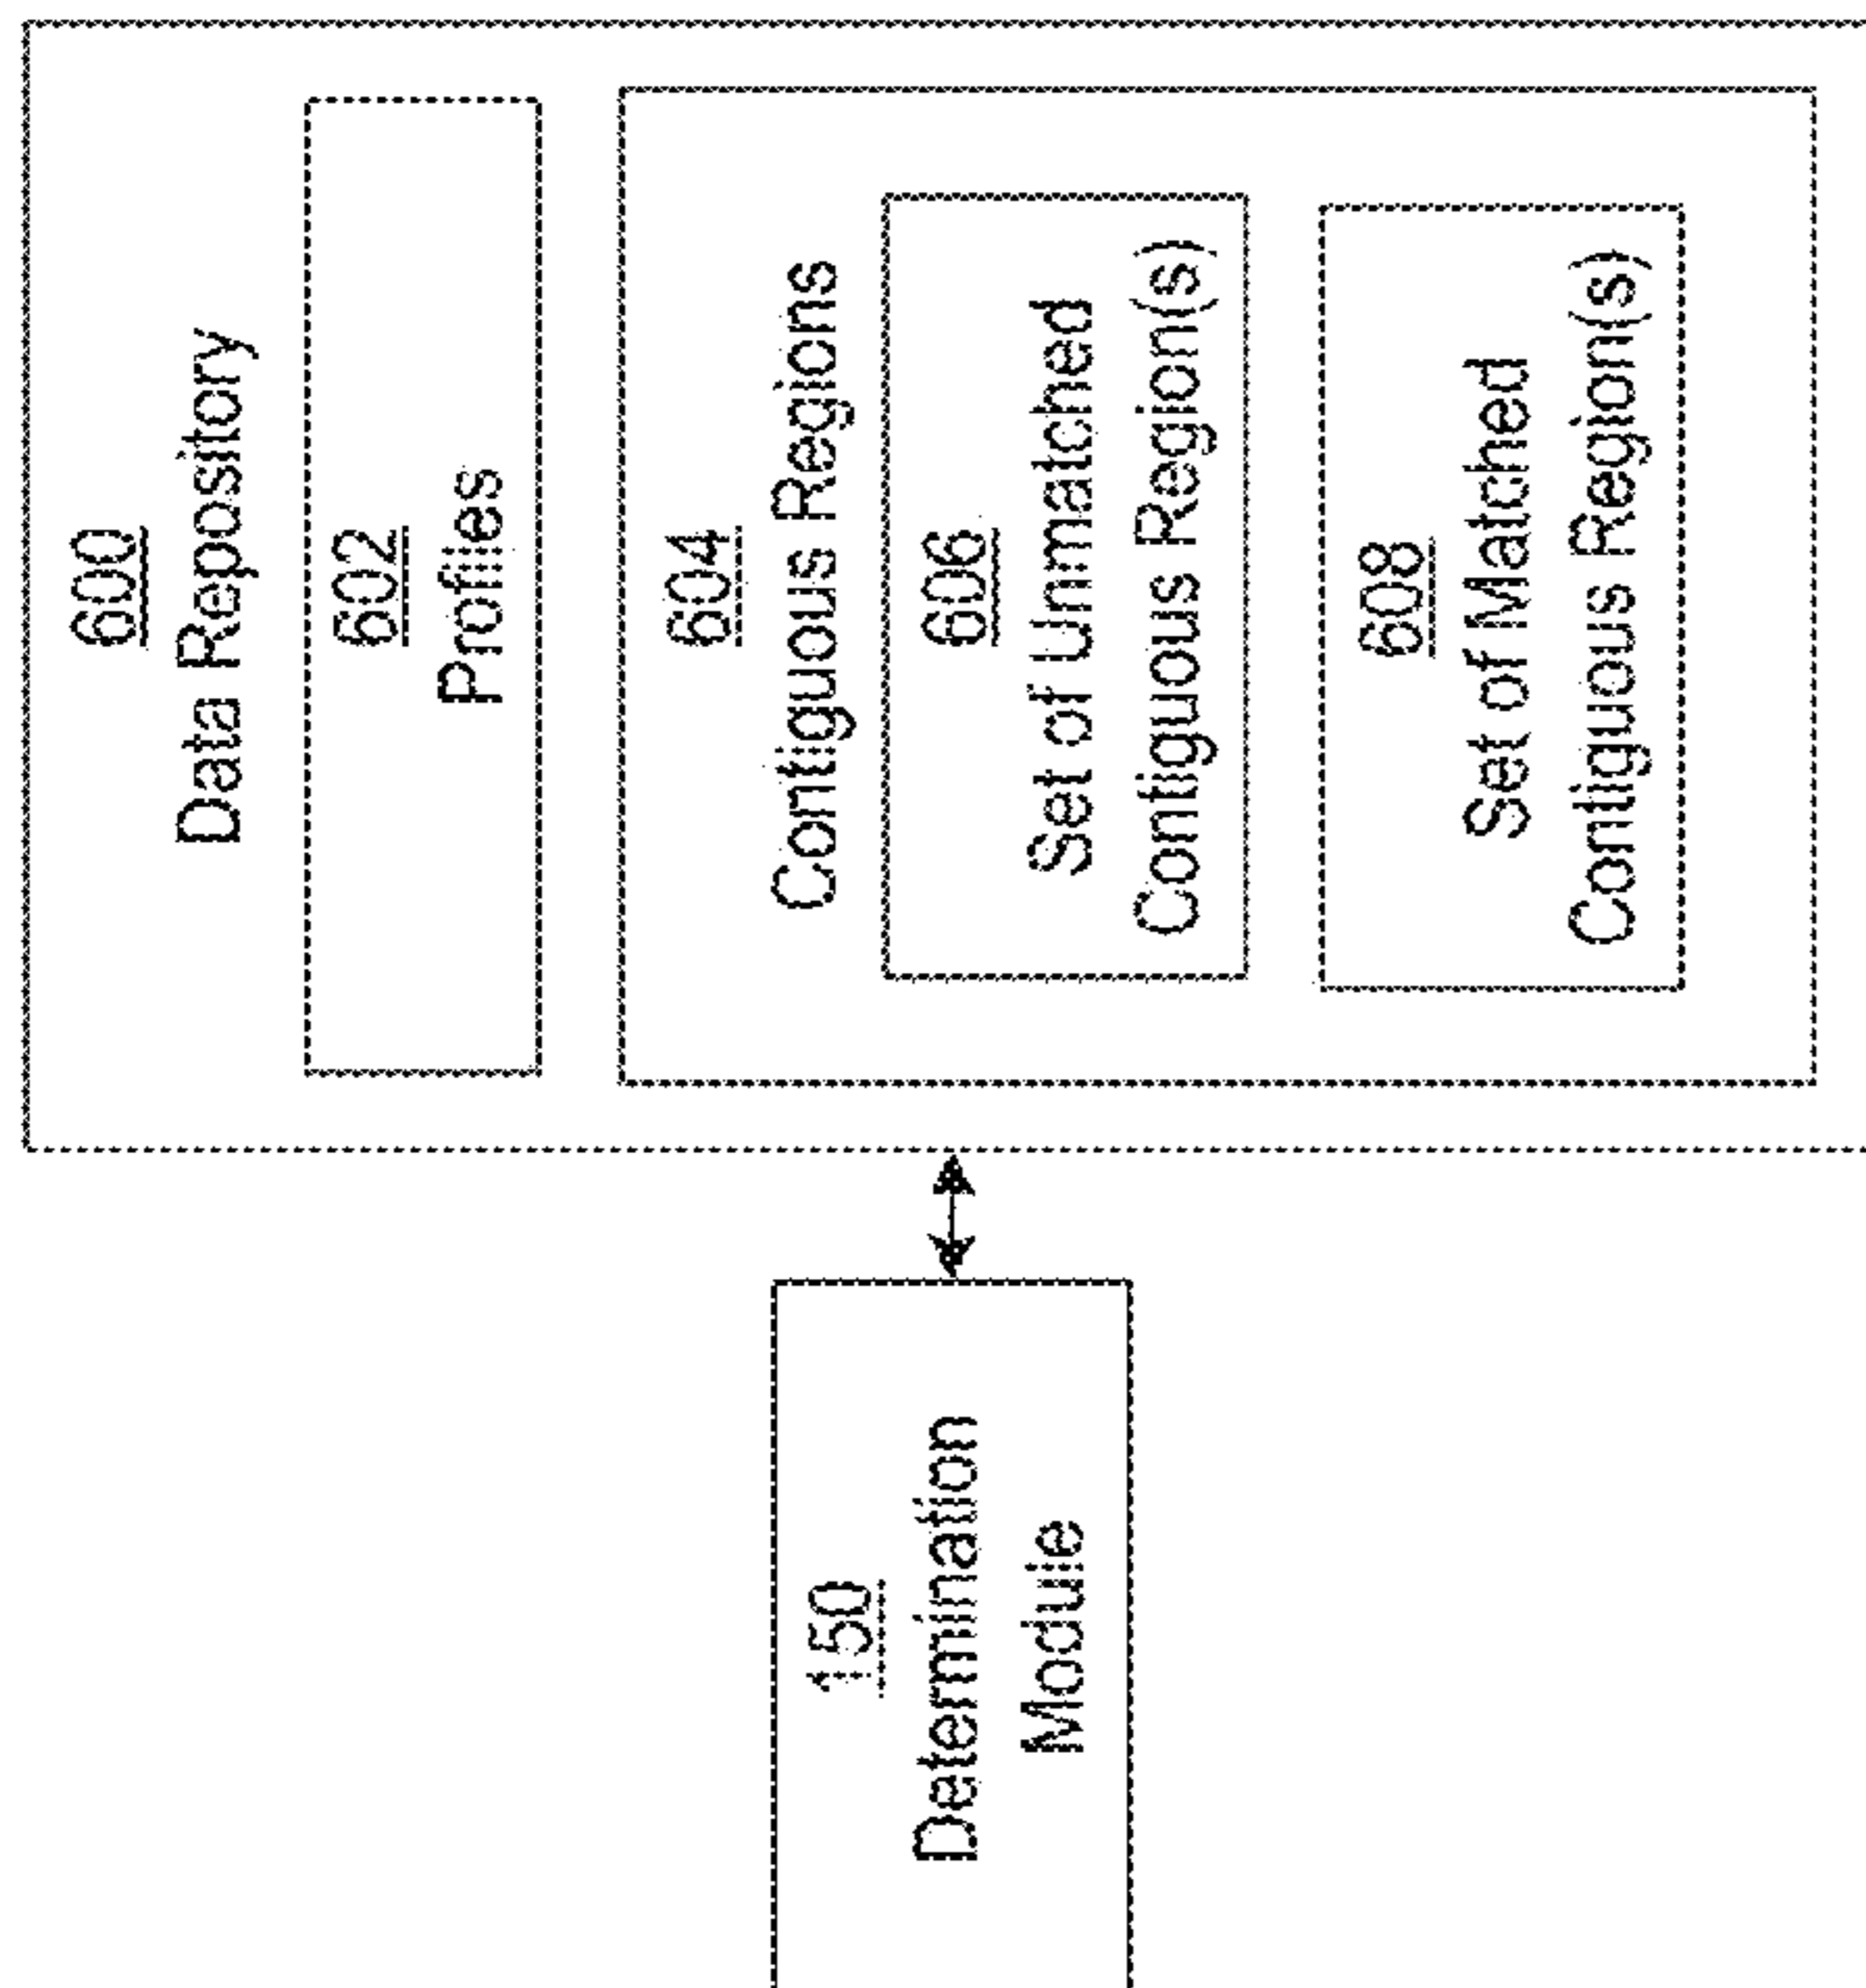 600
Data Repository
602
Profiles
604
Contiguous Regions
606
Set of Unmatched
Contiguous Region(s)
608
Set of Matched
Contiguous Region(s)
150
Determination
Module